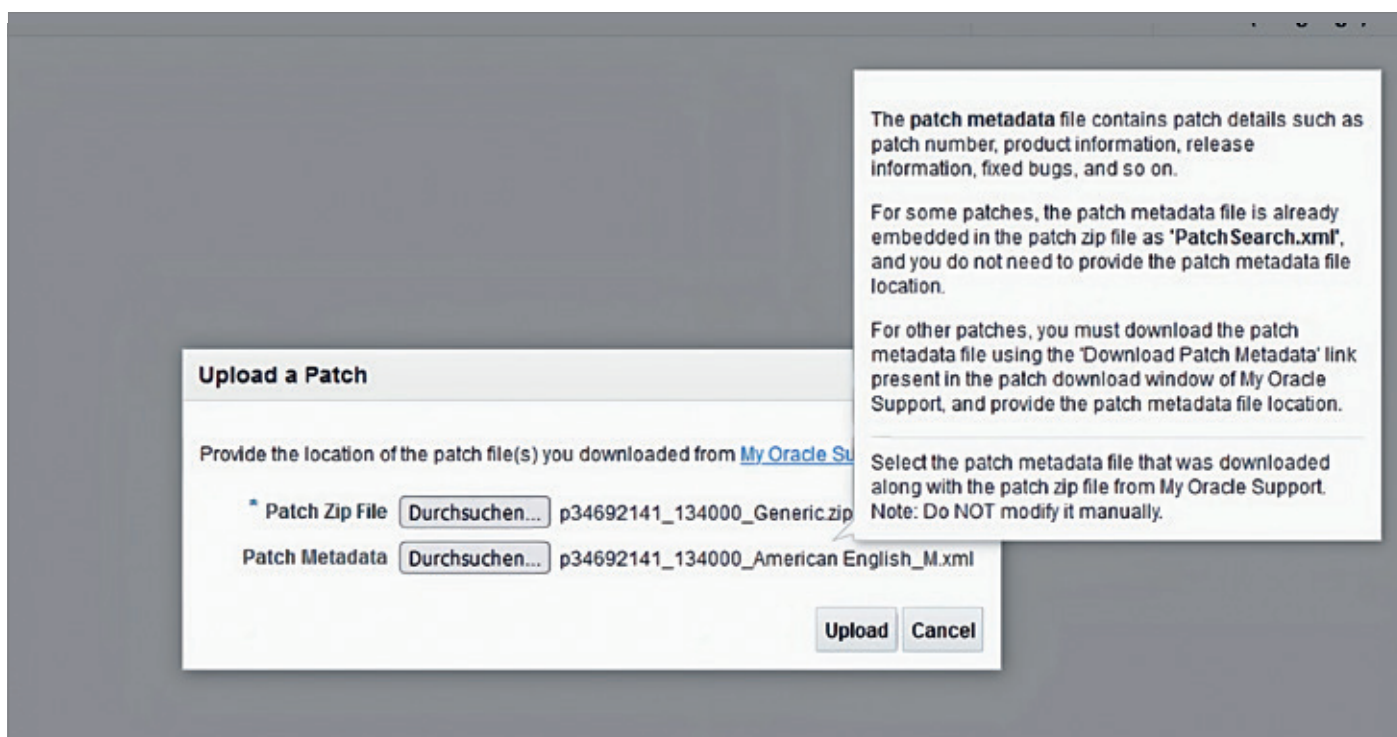 Upload a Patch
Provide the location of the patch file(s) you downloaded from My Oracle
* Patch Zip File Durchsuchen... p34692141_134000_Generic.zip
Patch Metadata Durchsuchen... p34692141_134000_American English_M.xml
Upload Cancel
The patch metadata file contains patch details such as
patch number, product information, release
information, fixed bugs, and so on.
For some patches, the patch metadata file is already
embedded in the patch zip file as 'PatchSearch.xml',
and you do not need to provide the patch metadata file
location.
For other patches, you must download the patch
metadata file using the 'Download Patch Metadata' link
present in the patch download window of My Oracle
Support, and provide the patch metadata file location.
Select the patch metadata file that was downloaded
along with the patch zip file from My Oracle Support.
Note: Do NOT modify it manually.